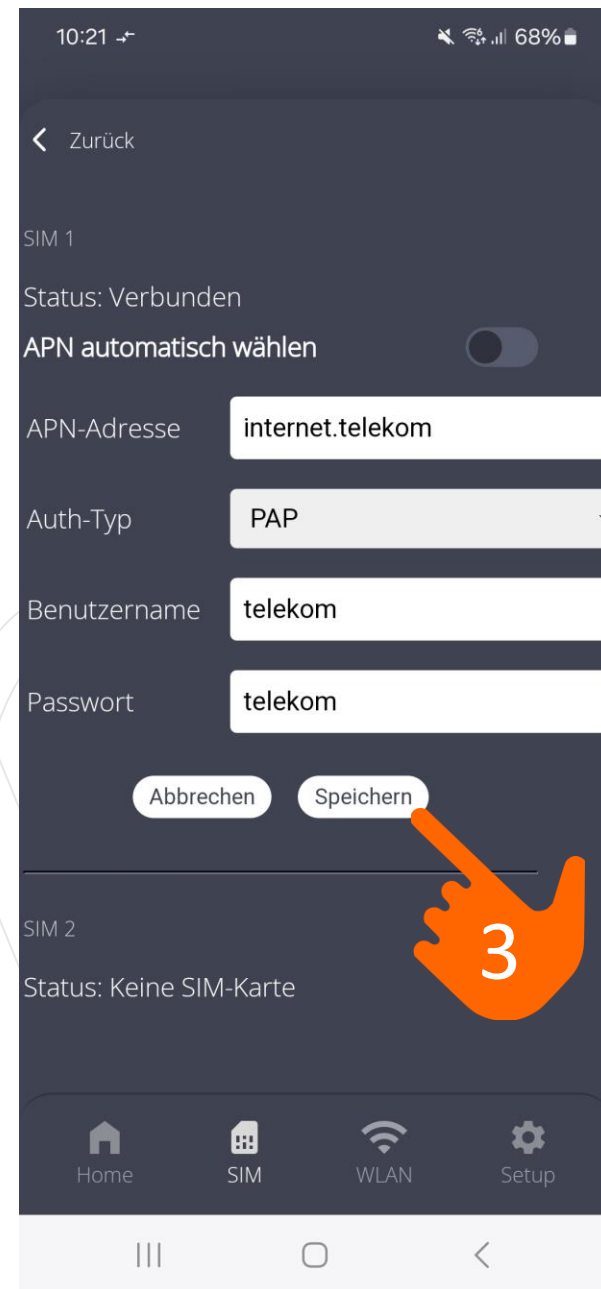 10:21 68%
Zurück
SIM 1
Status: Verbunden
APN automatisch wählen
APN-Adresse internet.telekom
Auth-Typ PAP
Benutzername telekom
Passwort telekom
Abbrechen Speichern
3
SIM 2
Status: Keine SIM-Karte
Home SIM WLAN Setup